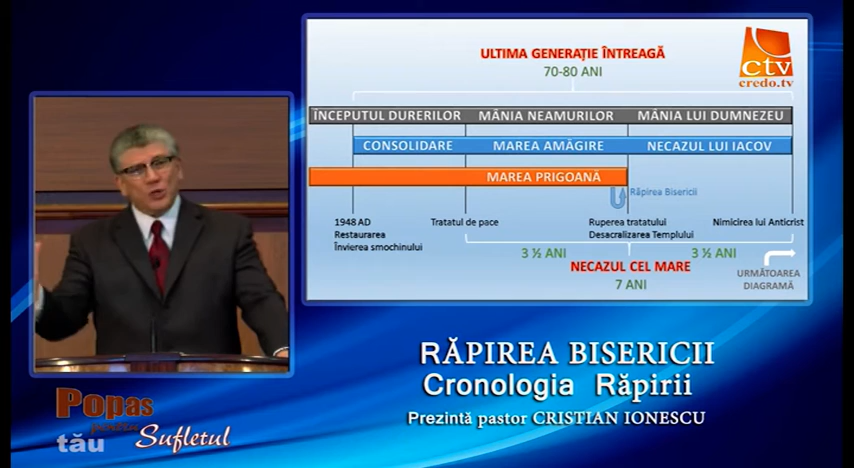 ULTIMA GENERAȚIE ÎNTREAGĂ
70-80 ANI
ctv
credo.tv
ÎNCEPUTUL DURERILOR
MÂNIA NEAMURILOR
MÂNIA LUI DUMNEZEU
CONSOLIDARE
MAREA AMĂGIRE
NECAZUL LUI IACOV
MAREA PRIGOANĂ
Răpirea Bisericii
1948 AD
Restaurarea
Învierea smochinului
Tratatul de pace
Ruperea tratatului
Desacralizarea Templului
Nimicirea lui Anticrist
3 ½ ANI
3 ½ ANI
NECAZUL CEL MARE
7 ANI
URMĂTOAREA
DIAGRAMĂ
RĂPIREA BISERICII
Cronologia Răpirii
Prezintă pastor CRISTIAN IONESCU
Popas
pentru
tău Sufletul